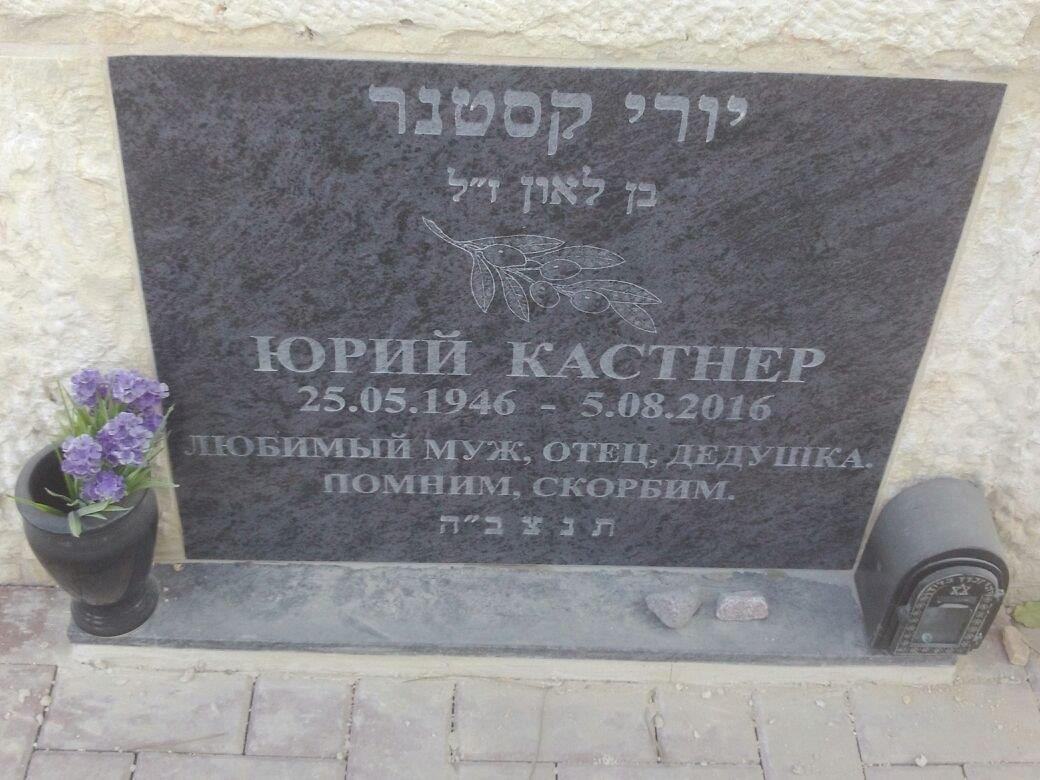 יורי קסטנר
בן לאון ז״ל
ЮРИЙ КАСТНЕР
25.05.1946 - 5.08.2016
ЛЮБИМЫЙ МУЖ, ОТЕЦ, ДЕДУШКА.
ПОМНИМ, СКОРБИМ.
ת נ צ ב״ה